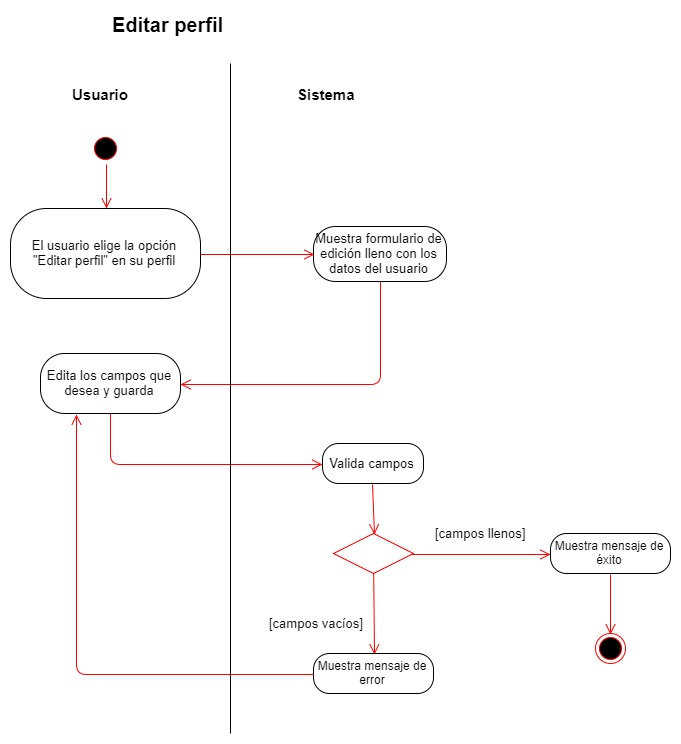 Editar perfil
Usuario
Sistema
El usuario elige la opción
"Editar perfil" en su perfil
Muestra formulario de
edición lleno con los
datos del usuario
Edita los campos que
desea y guarda
Valida campos
[campos llenos]
Muestra mensaje de
éxito
[campos vacíos]
Muestra mensaje de
error